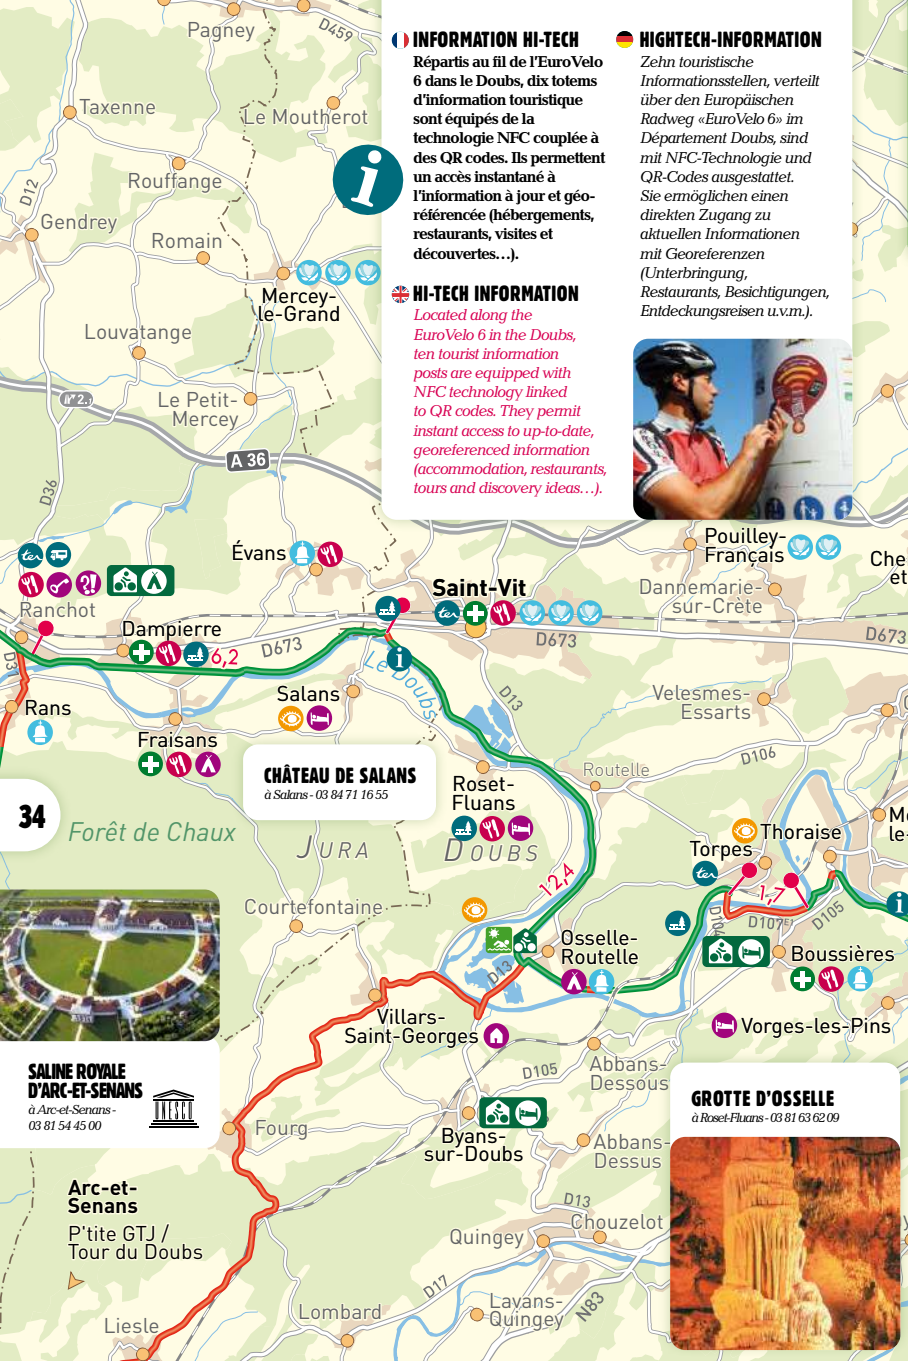 Pagney
D459
Taxenne
Le Moutherot
Rouffange
D12
Gendrey
Romain
Mercey-
le-Grand
Louvatange
Le Petit-
Mercey
A 36
D36
INFORMATION HI-TECH
Répartis au fil de l'EuroVelo
6 dans le Doubs, dix totems
d'information touristique
sont équipés de la
technologie NFC couplée à
des QR codes. Ils permettent
un accès instantané à
l'information à jour et géo-
référencée (hébergements,
restaurants, visites et
découvertes…).
i
HI-TECH INFORMATION
Located along the
EuroVelo 6 in the Doubs,
ten tourist information
posts are equipped with
NFC technology linked
to QR codes. They permit
instant access to up-to-date,
georeferenced information
(accommodation, restaurants,
tours and discovery ideas…).
HIGHTECH-INFORMATION
Zehn touristische
Informationsstellen, verteilt
über den Europäischen
Radweg «EuroVelo 6» im
Département Doubs, sind
mit NFC-Technologie und
QR-Codes ausgestattet.
Sie ermöglichen einen
direkten Zugang zu
aktuellen Informationen
mit Georeferenzen
(Unterbringung,
Restaurants, Besichtigungen,
Entdeckungsreisen u.v.m.).
Évans
Pouilley-
Français
Che
et
ter
Ranchot
Saint-Vit
ter
Dannemarie-
sur-Crète
Dampierre
6,2
D673
D673
D673
D3
i
Le Doubs
D13
Rans
Salans
Velesmes-
Essarts
Fraisans
D106
CHÂTEAU DE SALANS
à Salans - 03 84 71 16 55
Roset-
Fluans
Routelle
34
Forêt de Chaux
JURA
DOUBS
Thoraise
Torpes
ter
Mo
le-
12,4
1,7
Courtefontaine
D104
D107
D105
i
Osselle-
Routelle
D13
Boussières
Villars-
Saint-Georges
Vorges-les-Pins
SALINE ROYALE
D'ARC-ET-SENANS
à Arc-et-Senans -
03 81 54 45 00
UNESCO
D105
Abbans-
Dessous
GROTTE D'OSSELLE
à Roset-Fluans - 03 81 63 62 09
Fourg
Byans-
sur-Doubs
Abbans-
Dessus
Arc-et-
Senans
P'tite GTJ /
Tour du Doubs
D13
Chouzelot
Quingey
D17
Lombard
Lavans-
Quingey
N83
Liesle